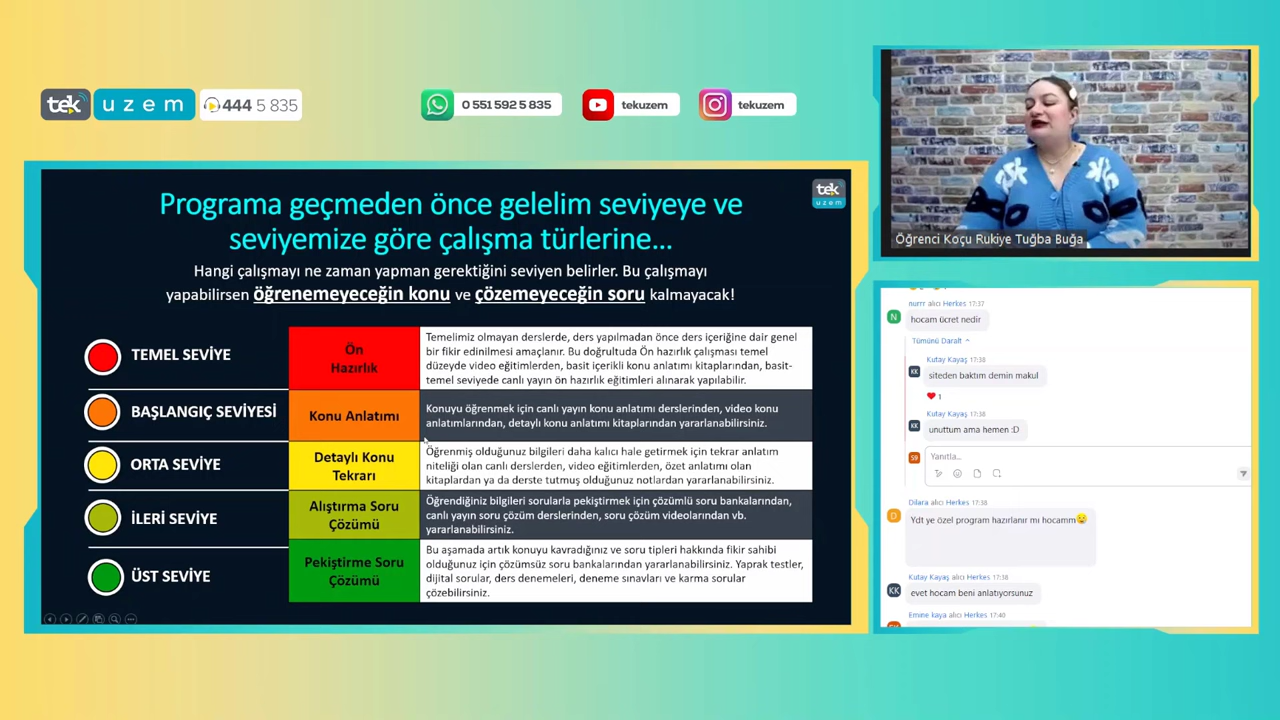 tek
uzem
444 5 835
0 551 592 5 835
tekuzem
tekuzem
tek
uzem
Programa geçmeden önce gelelim seviyeye ve
seviyemize göre çalışma türlerine...
Hangi çalışmayı ne zaman yapman gerektiğini seviyen belirler. Bu çalışmayı
yapabilirsen öğrenemeyeceğin konu ve çözemeyeceğin soru kalmayacak!
TEMEL SEVİYE
Ön
Hazırlık
Temelimiz olmayan derslerde, ders yapılmadan önce ders içeriğine dair genel
bir fikir edinilmesi amaçlanır. Bu doğrultuda Ön hazırlık çalışması temel
düzeyde video eğitimlerden, basit içerikli konu anlatımı kitaplarından, basit-
temel seviyede canlı yayın ön hazırlık eğitimleri alınarak yapılabilir.
BAŞLANGIÇ SEVİYESİ
Konu Anlatımı
Konuyu öğrenmek için canlı yayın konu anlatımı derslerinden, video konu
anlatımlarından, detaylı konu anlatımı kitaplarından yararlanabilirsiniz.
ORTA SEVİYE
Detaylı Konu
Tekrarı
Öğrenmiş olduğunuz bilgileri daha kalıcı hale getirmek için tekrar anlatım
niteliği olan canlı derslerden, video eğitimlerden, özet anlatımı olan
kitaplardan ya da derste tutmuş olduğunuz notlardan yararlanabilirsiniz.
İLERİ SEVİYE
Alıştırma Soru
Çözümü
Öğrendiğiniz bilgileri sorularla pekiştirmek için çözümlü soru bankalarından,
canlı yayın soru çözüm derslerinden, soru çözüm videolarından vb.
yararlanabilirsiniz.
ÜST SEVİYE
Pekiştirme Soru
Çözümü
Bu aşamada artık konuyu kavradığınız ve soru tipleri hakkında fikir sahibi
olduğunuz için çözümsüz soru bankalarından yararlanabilirsiniz. Yaprak testler,
dijital sorular, ders denemeleri, deneme sınavları ve karma sorular
çözebilirsiniz.
Öğrenci Koçu Rukiye Tuğba Buğa
nurrr alıcı Herkes 17:37
N
hocam ücret nedir
Tümünü Daralt
Kutay Kayaş 17:38
KK
siteden baktım demin makul
1
Kutay Kayaş 17:38
KK
unuttum ama hemen :D
Yanıtla...
Dilara alıcı Herkes 17:38
D
Ydt ye özel program hazırlanır mı hocamm
Kutay Kayaş alıcı Herkes 17:38
KK
evet hocam beni anlatıyorsunuz
Emine kaya alıcı Herkes 17:40